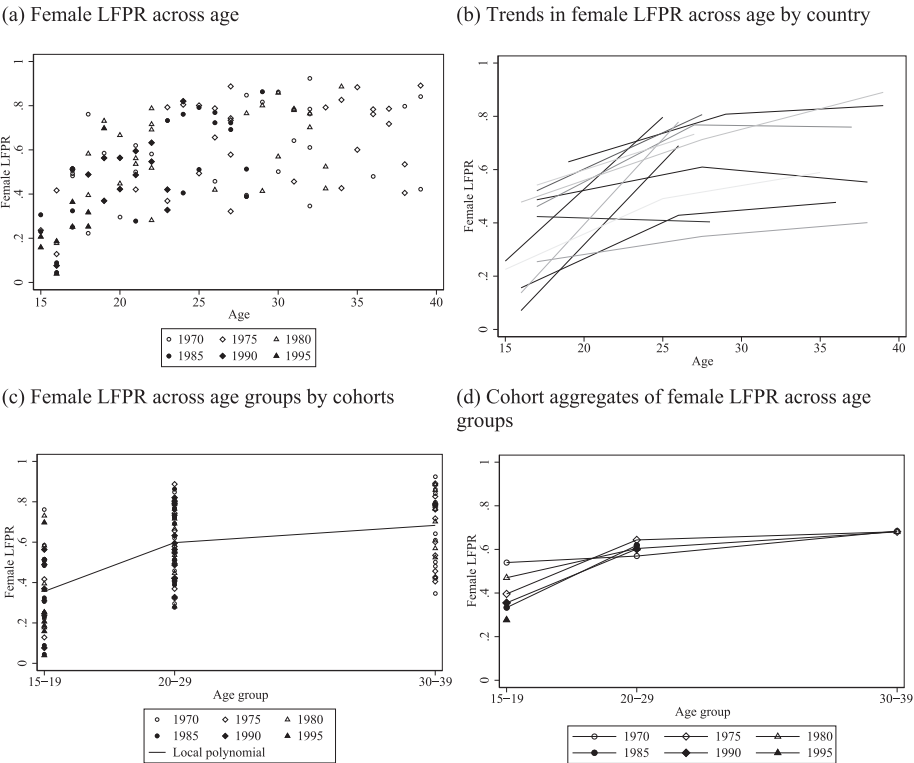 (a) Female LFPR across age
(b) Trends in female LFPR across age by country
Female LFPR
0 .2 .4 .6 .8 1
15 20 25 30 35 40
Age
1970 1975 1980
1985 1990 1995
Female LFPR
0 .2 .4 .6 .8 1
15 20 25 30 35 40
Age
(c) Female LFPR across age groups by cohorts
(d) Cohort aggregates of female LFPR across age
groups
Female LFPR
0 .2 .4 .6 .8 1
15−19 20−29 30−39
Age group
1970 1975 1980
1985 1990 1995
Local polynomial
Female LFPR
0 .2 .4 .6 .8 1
15−19 20−29 30−39
Age group
1970 1975 1980
1985 1990 1995